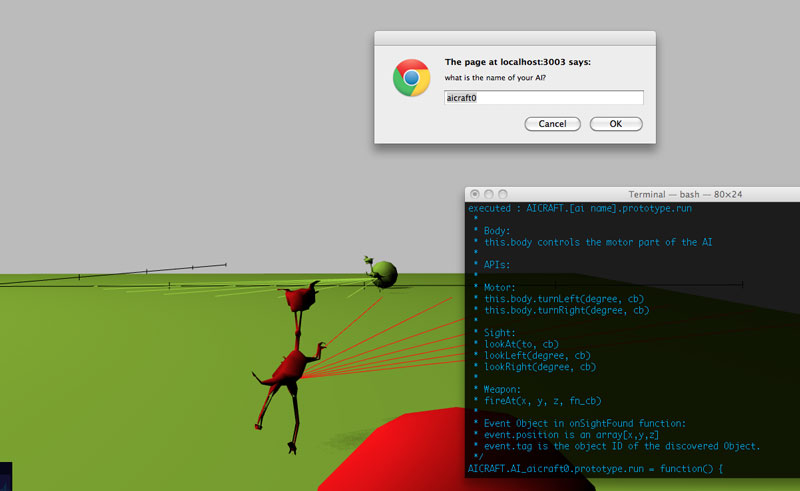 The page at localhost:3003 says:
what is the name of your AI?
aicraft0
Cancel OK
Terminal — bash — 80×24
executed : AICRAFT.[ai name].prototype.run
*
* Body:
* this.body controls the motor part of the AI
*
* APIs:
*
* Motor:
* this.body.turnLeft(degree, cb)
* this.body.turnRight(degree, cb)
*
* Sight:
* lookAt(to, cb)
* lookLeft(degree, cb)
* lookRight(degree, cb)
*
* Weapon:
* fireAt(x, y, z, fn_cb)
*
* Event Object in onSightFound function:
* event.position is an array[x,y,z]
* event.tag is the object ID of the discovered Object.
*/
AICRAFT.AI_aicraft0.prototype.run = function() {